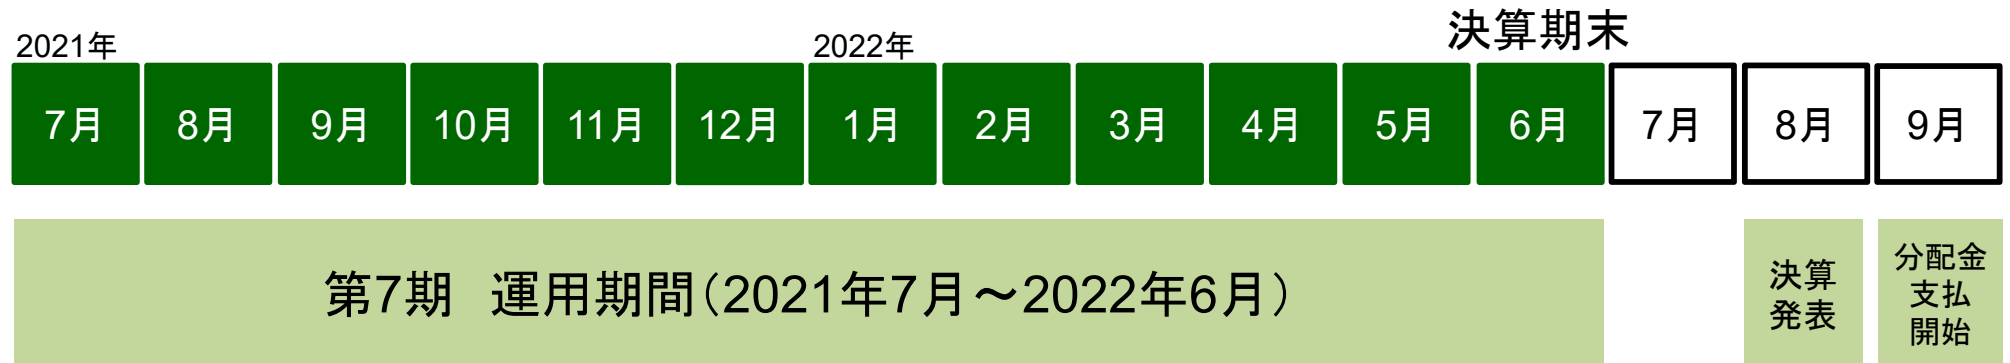 2021年
2022年
決算期末
7月
8月
9月
10月
11月
12月
1月
2月
3月
4月
5月
6月
7月
8月
9月
第7期　運用期間（2021年7月～2022年6月）
決算
発表
分配金
支払
開始